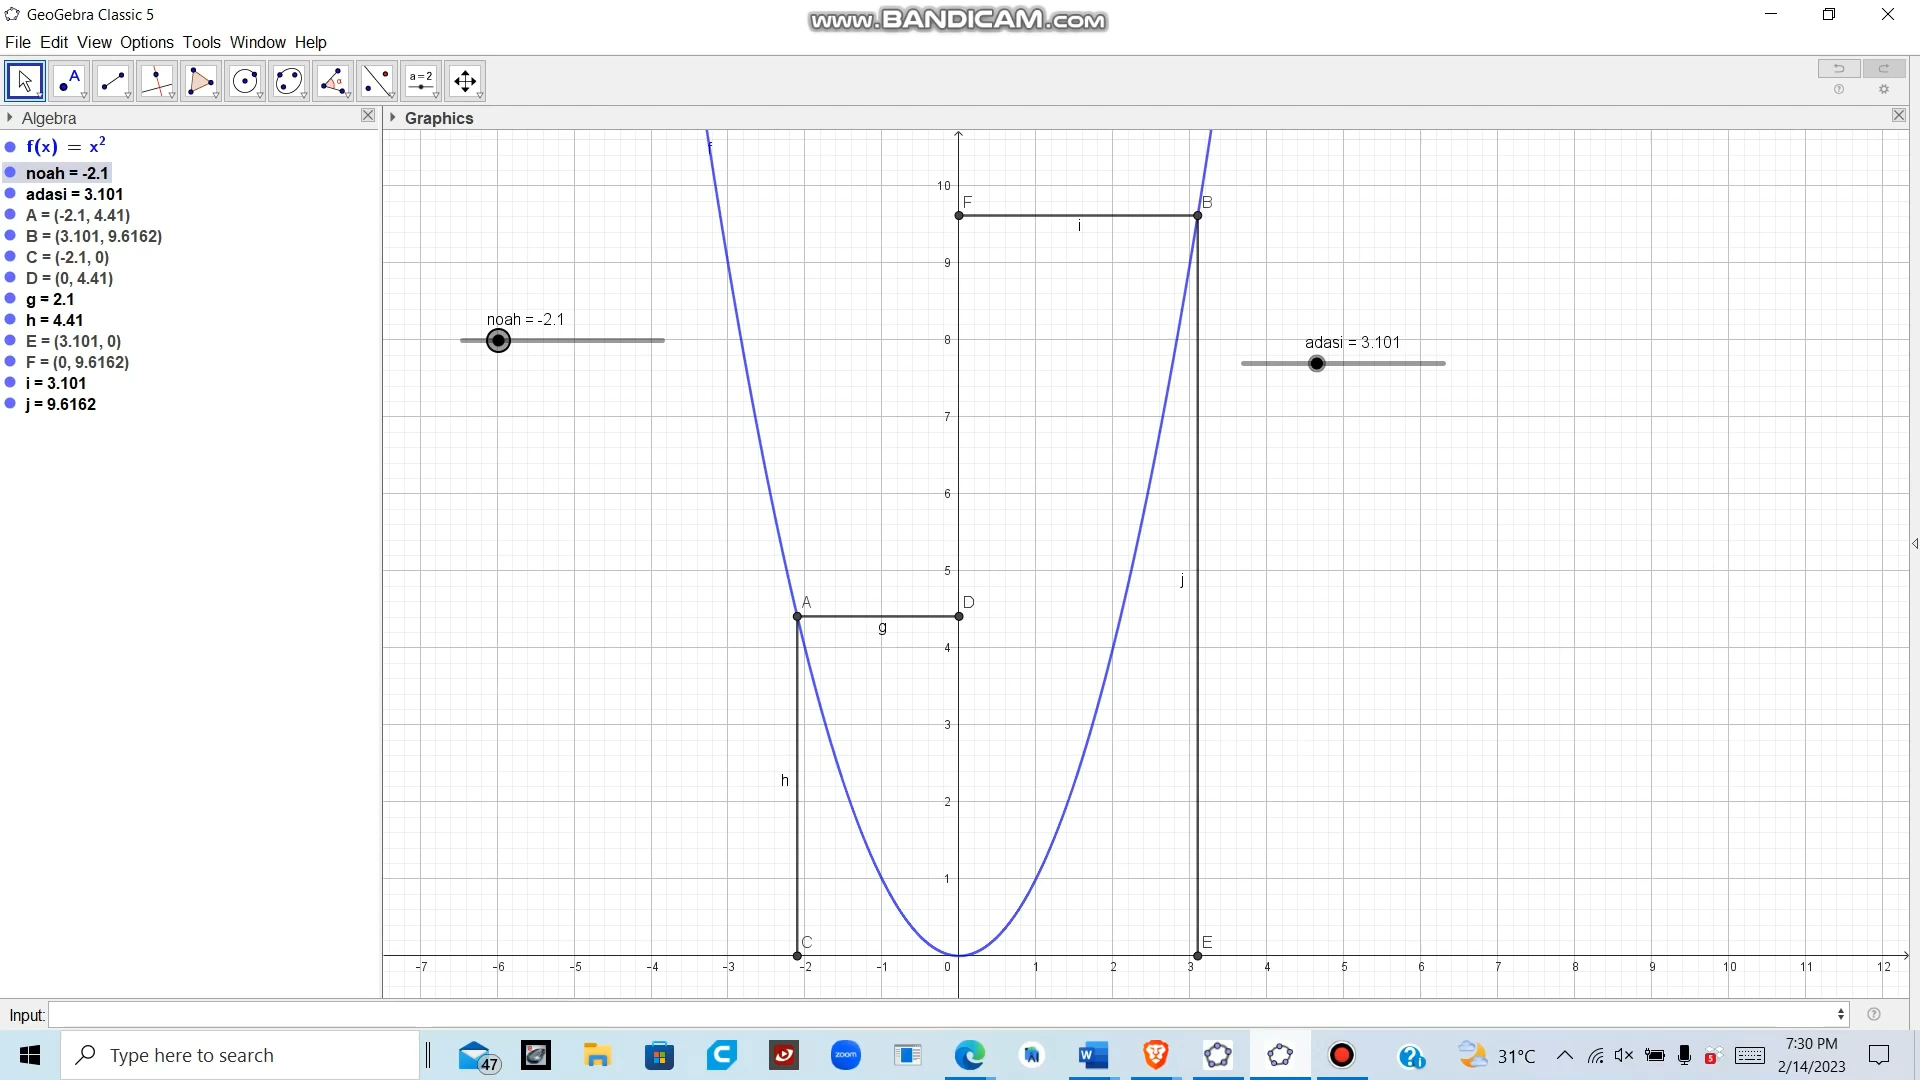 GeoGebra Classic 5
www.BANDICAM.com
File Edit View Options Tools Window Help
A
α
a=2
Algebra
Graphics
f(x) = x²
noah = -2.1
adasi = 3.101
A = (-2.1, 4.41)
B = (3.101, 9.6162)
C = (-2.1, 0)
D = (0, 4.41)
g = 2.1
h = 4.41
E = (3.101, 0)
F = (0, 9.6162)
i = 3.101
j = 9.6162
f
10
F
B
i
9
noah = -2.1
8
adasi = 3.101
7
6
j
5
A
D
g
4
3
h
2
1
C
E
-7 -6 -5 -4 -3 -2 -1 0 1 2 3 4 5 6 7 8 9 10 11 12
Input:
Type here to search
47
zoom
W
31°C
5
7:30 PM
2/14/2023